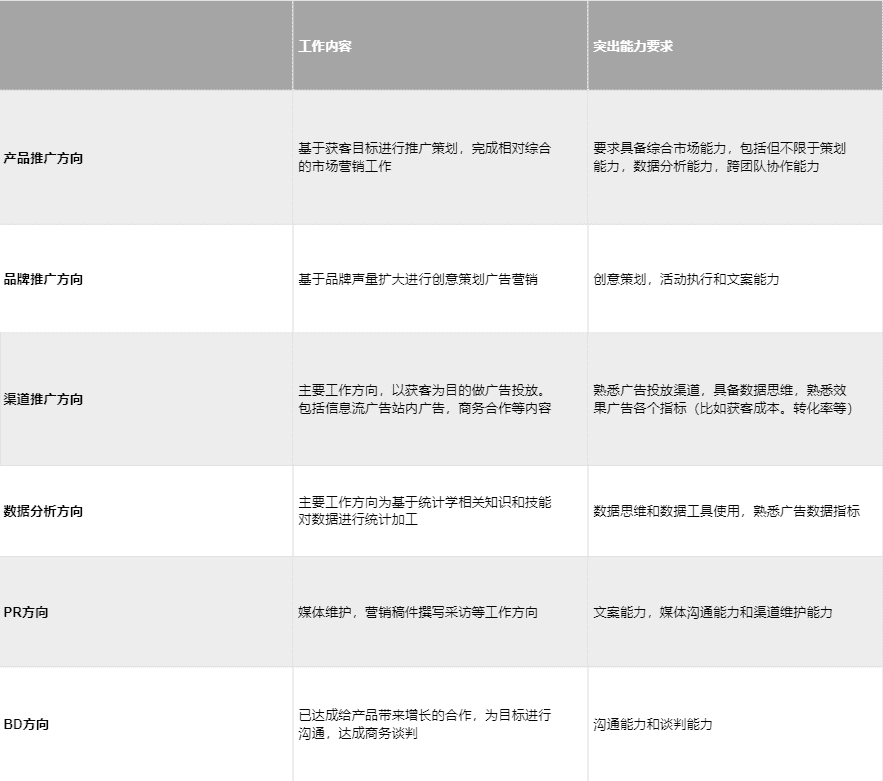 工作内容
突出能力要求
产品推广方向
基于获客目标进行推广策划，完成相对综合
的市场营销工作
要求具备综合市场能力，包括但不限于策划
能力，数据分析能力，跨团队协作能力
品牌推广方向
基于品牌声量扩大进行创意策划广告营销
创意策划，活动执行和文案能力
渠道推广方向
主要工作方向，以获客为目的做广告投放。
包括信息流广告站内广告，商务合作等内容
熟悉广告投放渠道，具备数据思维，熟悉效
果广告各个指标（比如获客成本。转化率等）
数据分析方向
主要工作方向为基于统计学相关知识和技能
对数据进行统计加工
数据思维和数据工具使用，熟悉广告数据指标
PR方向
媒体维护，营销稿件撰写采访等工作方向
文案能力，媒体沟通能力和渠道维护能力
BD方向
已达成给产品带来增长的合作，为目标进行
沟通，达成商务谈判
沟通能力和谈判能力